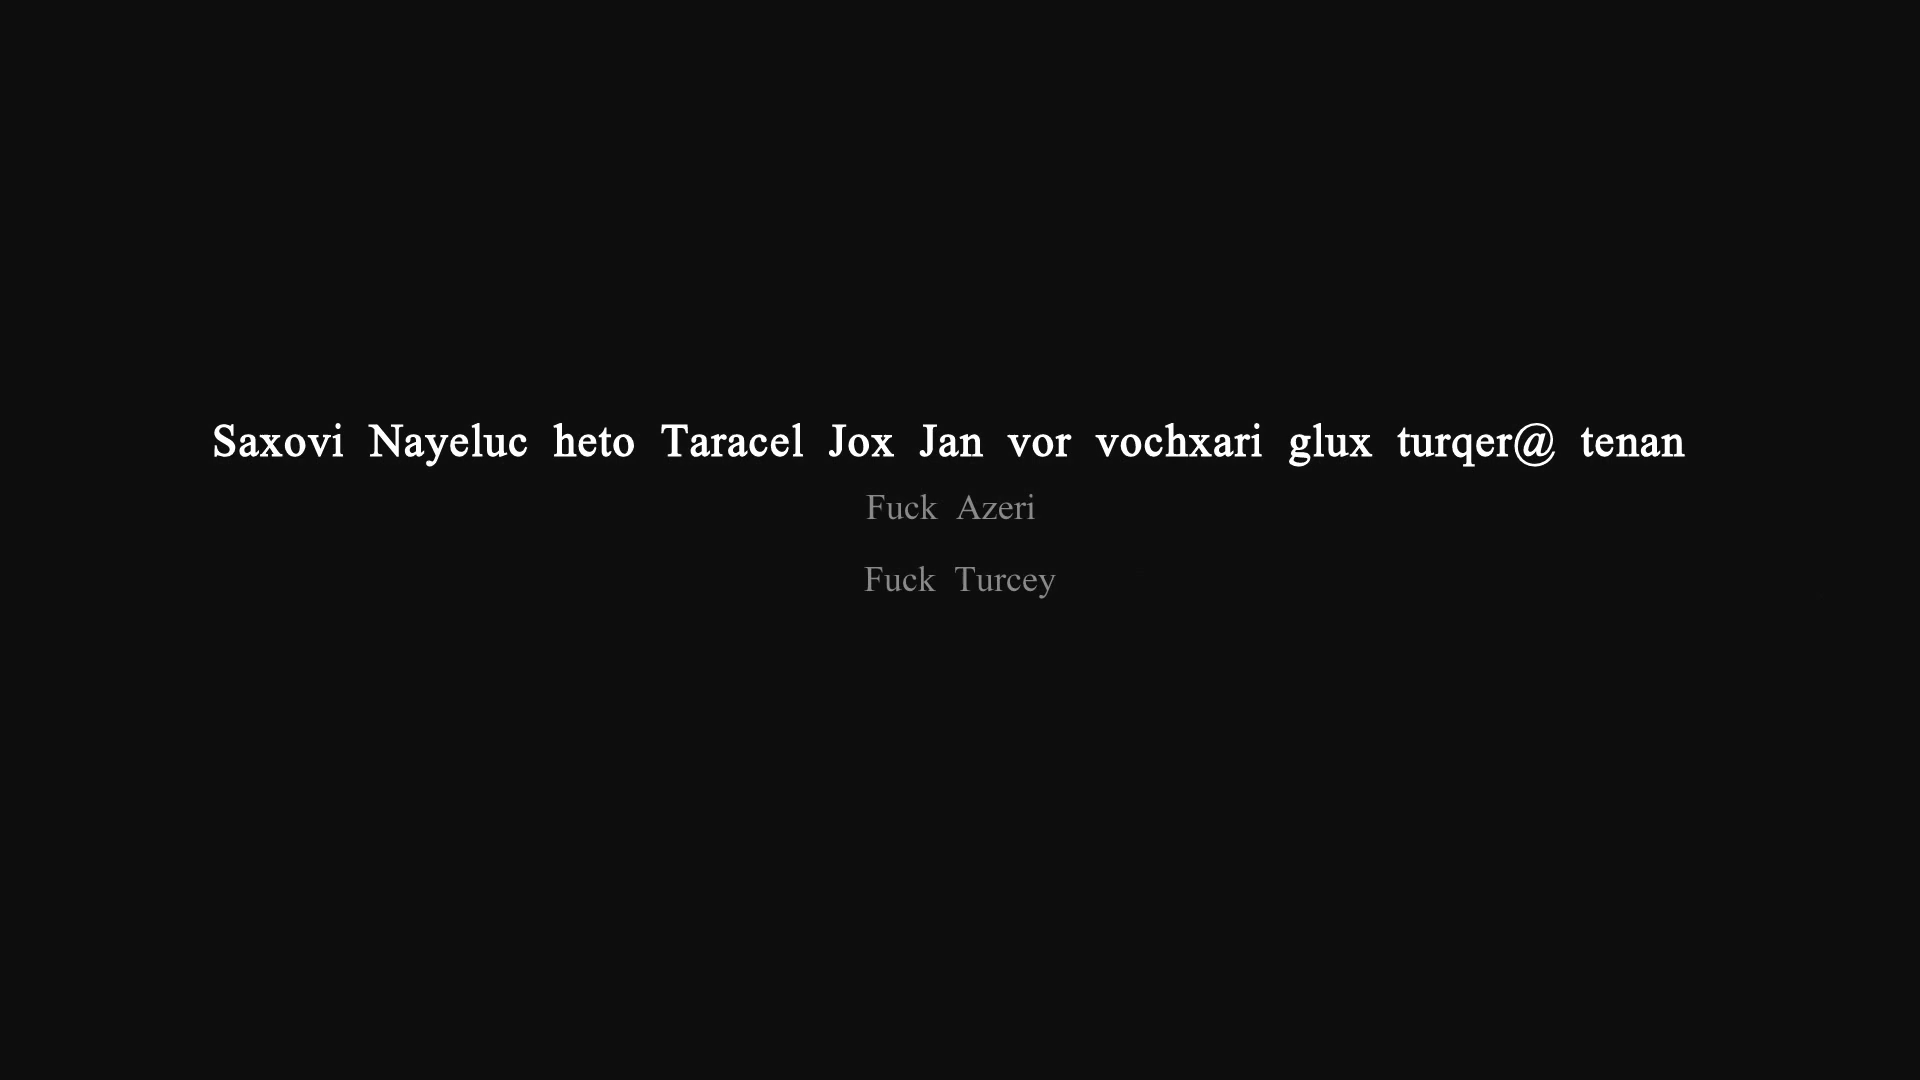 Saxovi Nayeluc heto Taracel Jox Jan vor vochxari glux turqer@ tenan
Fuck Azeri
Fuck Turcey